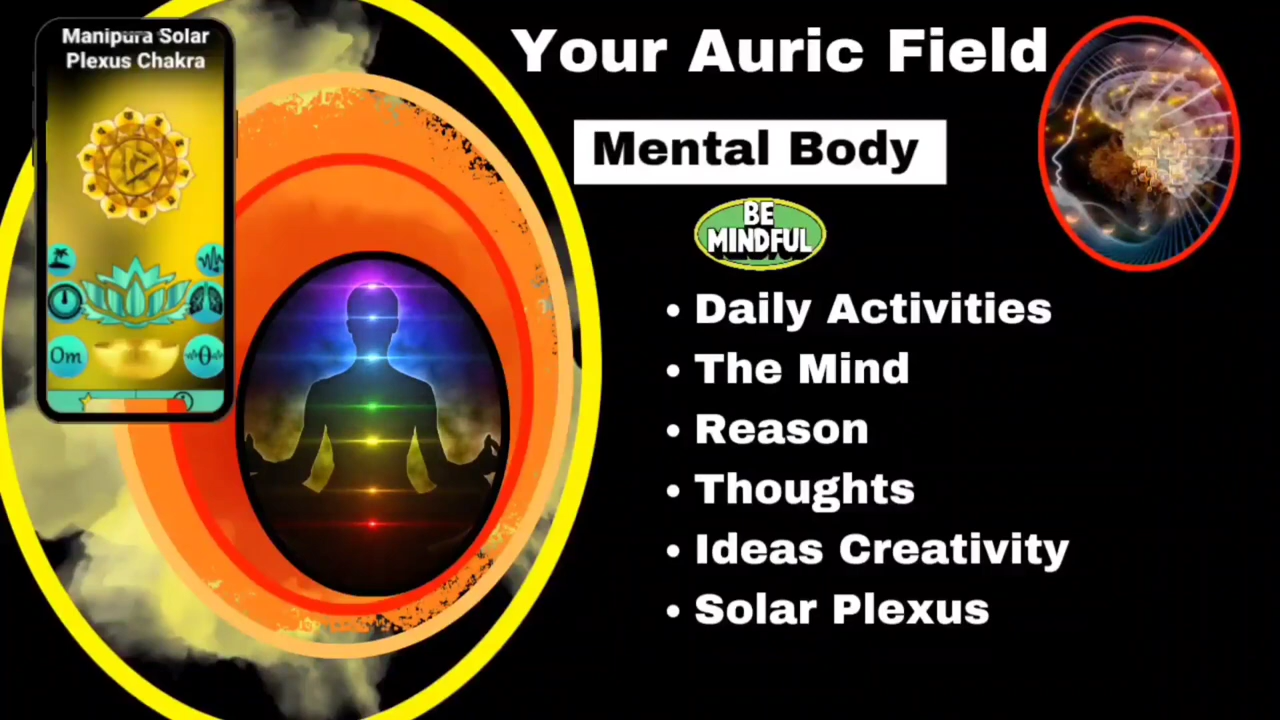 Manipura Solar
Plexus Chakra
Your Auric Field
Mental Body
BE
MINDFUL
• Daily Activities
• The Mind
• Reason
• Thoughts
• Ideas Creativity
• Solar Plexus
Om
0